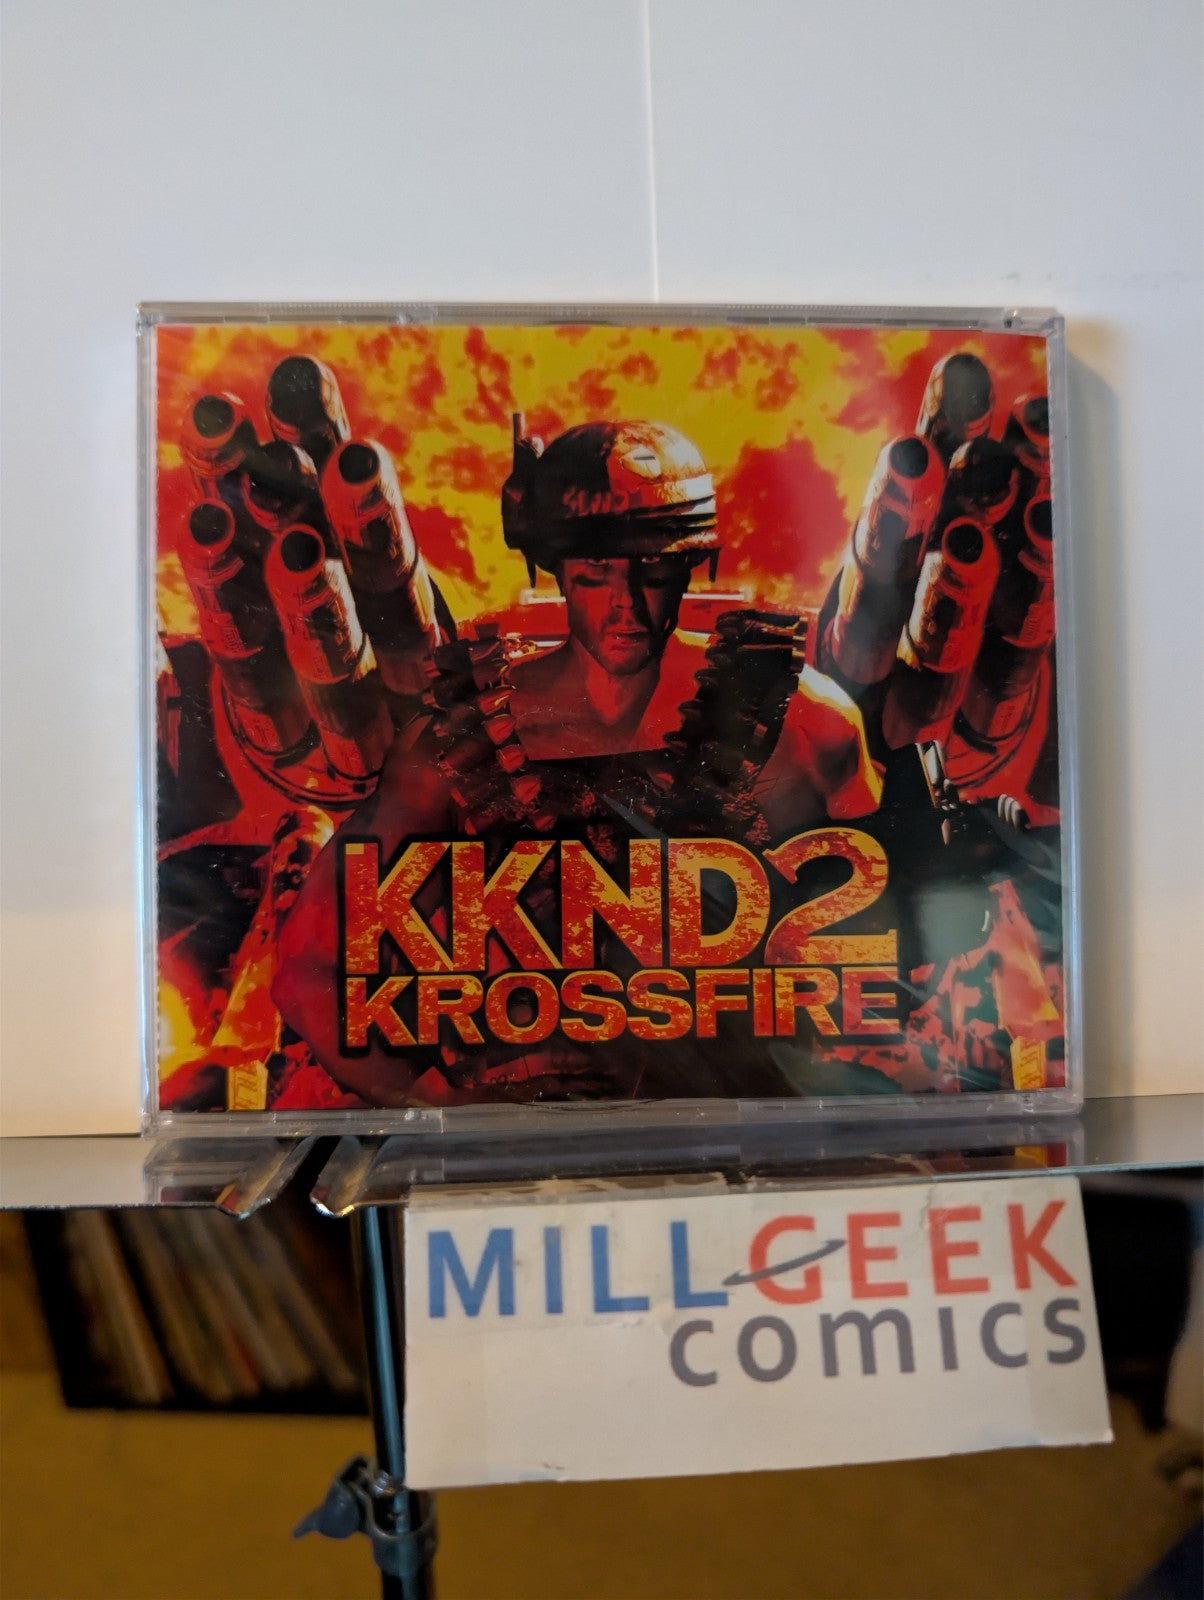 KKND2
KROSSFIRE
MILLGEEK
comics